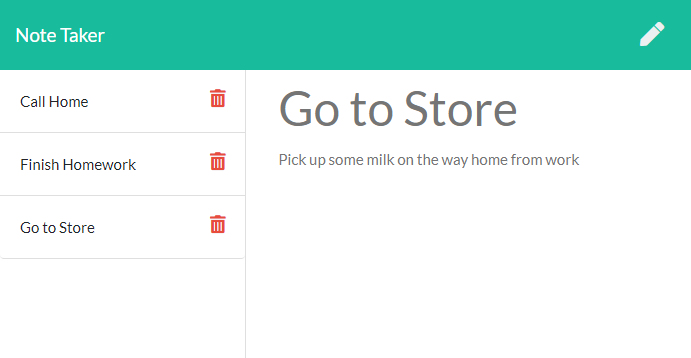 Note Taker
Call Home
Finish Homework
Go to Store
Go to Store
Pick up some milk on the way home from work